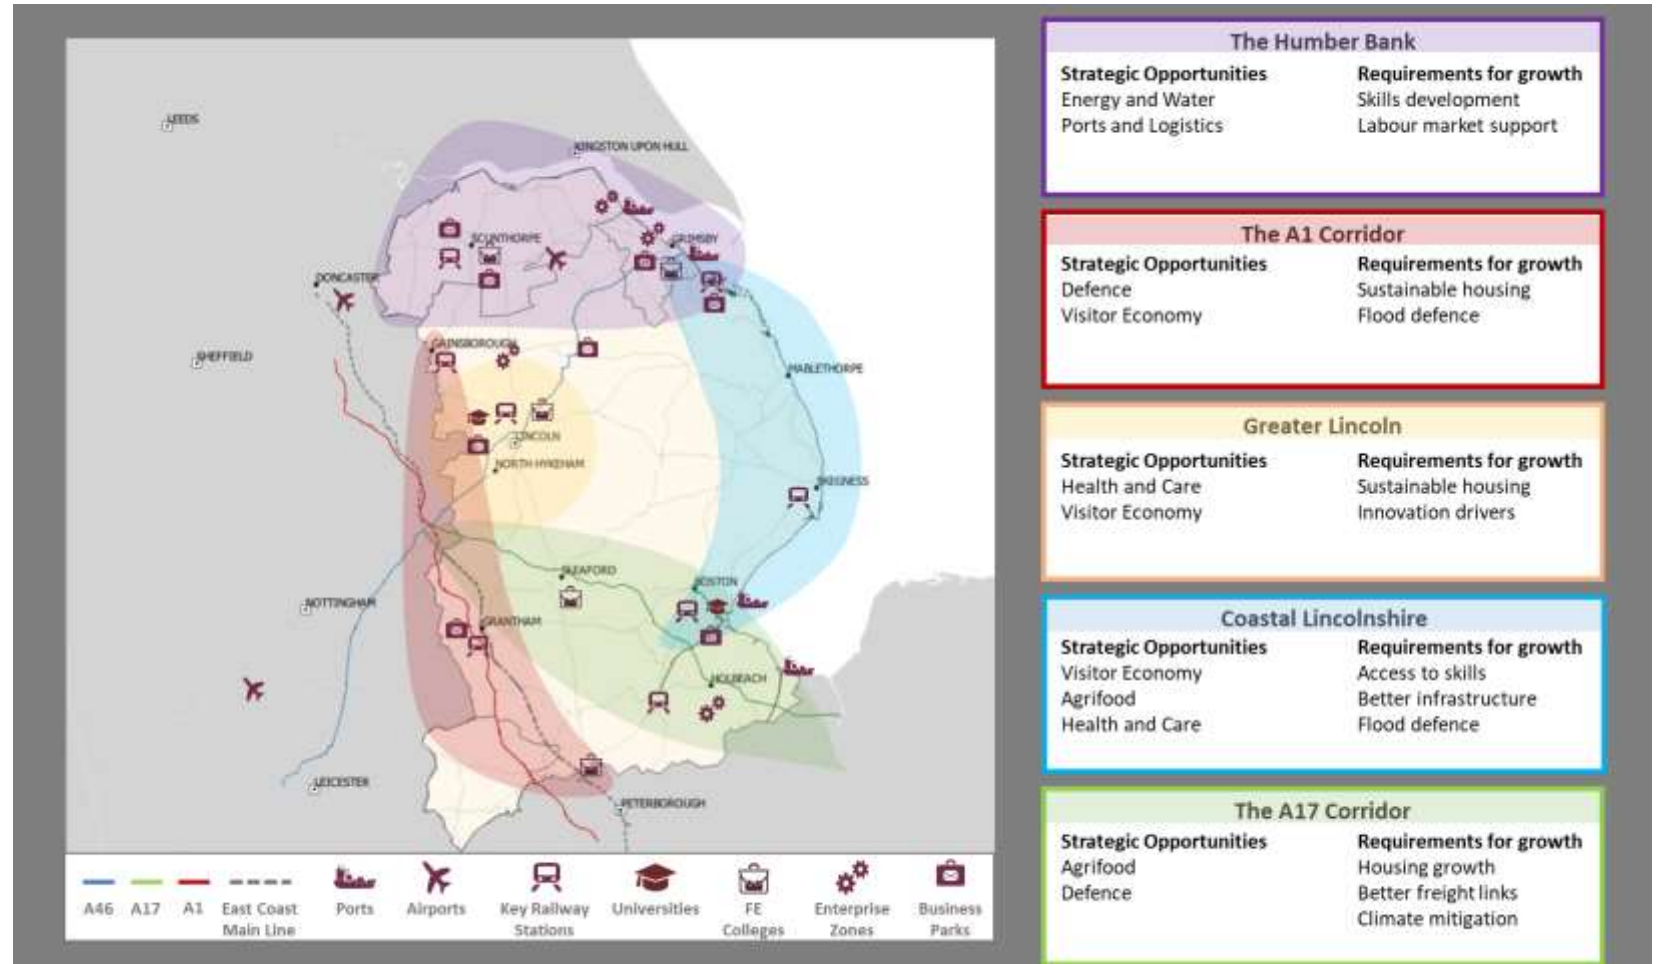 LEEDS
KINGSTON UPON HULL
SCUNTHORPE
GRIMSBY
DONCASTER
GAINSBOROUGH
SHEFFIELD
MABLETHORPE
LINCOLN
NORTH HYKEHAM
SKEGNESS
SLEAFORD
BOSTON
NOTTINGHAM
GRANTHAM
HOLBEACH
LEICESTER
PETERBOROUGH
A46
A17
A1
East Coast
Main Line
Ports
Airports
Key Railway
Stations
Universities
FE
Colleges
Enterprise
Zones
Business
Parks
The Humber Bank
Strategic Opportunities Requirements for growth
Energy and Water Skills development
Ports and Logistics Labour market support
The A1 Corridor
Strategic Opportunities Requirements for growth
Defence Sustainable housing
Visitor Economy Flood defence
Greater Lincoln
Strategic Opportunities Requirements for growth
Health and Care Sustainable housing
Visitor Economy Innovation drivers
Coastal Lincolnshire
Strategic Opportunities Requirements for growth
Visitor Economy Access to skills
Agrifood Better infrastructure
Health and Care Flood defence
The A17 Corridor
Strategic Opportunities Requirements for growth
Agrifood Housing growth
Defence Better freight links
Climate mitigation